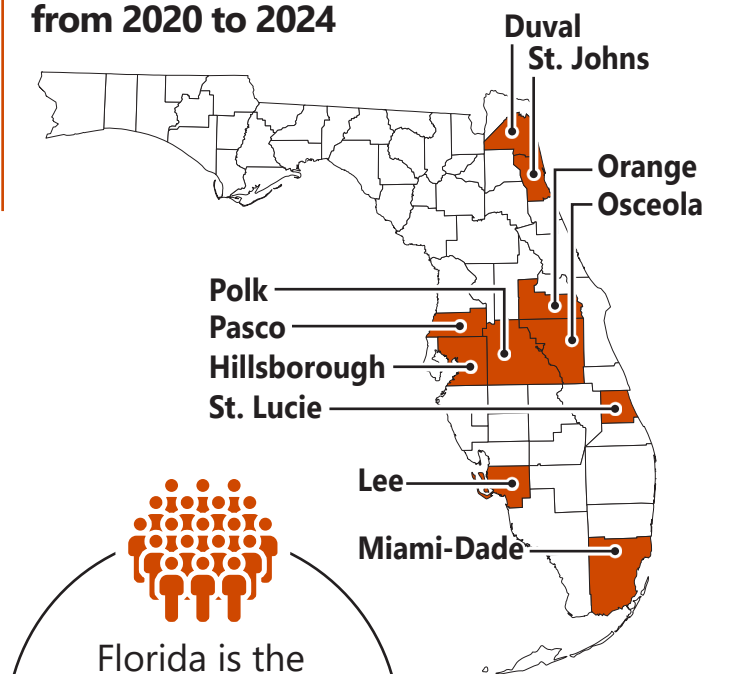 from 2020 to 2024
Duval
St. Johns
Orange
Osceola
Polk
Pasco
Hillsborough
St. Lucie
Lee
Miami-Dade
Florida is the